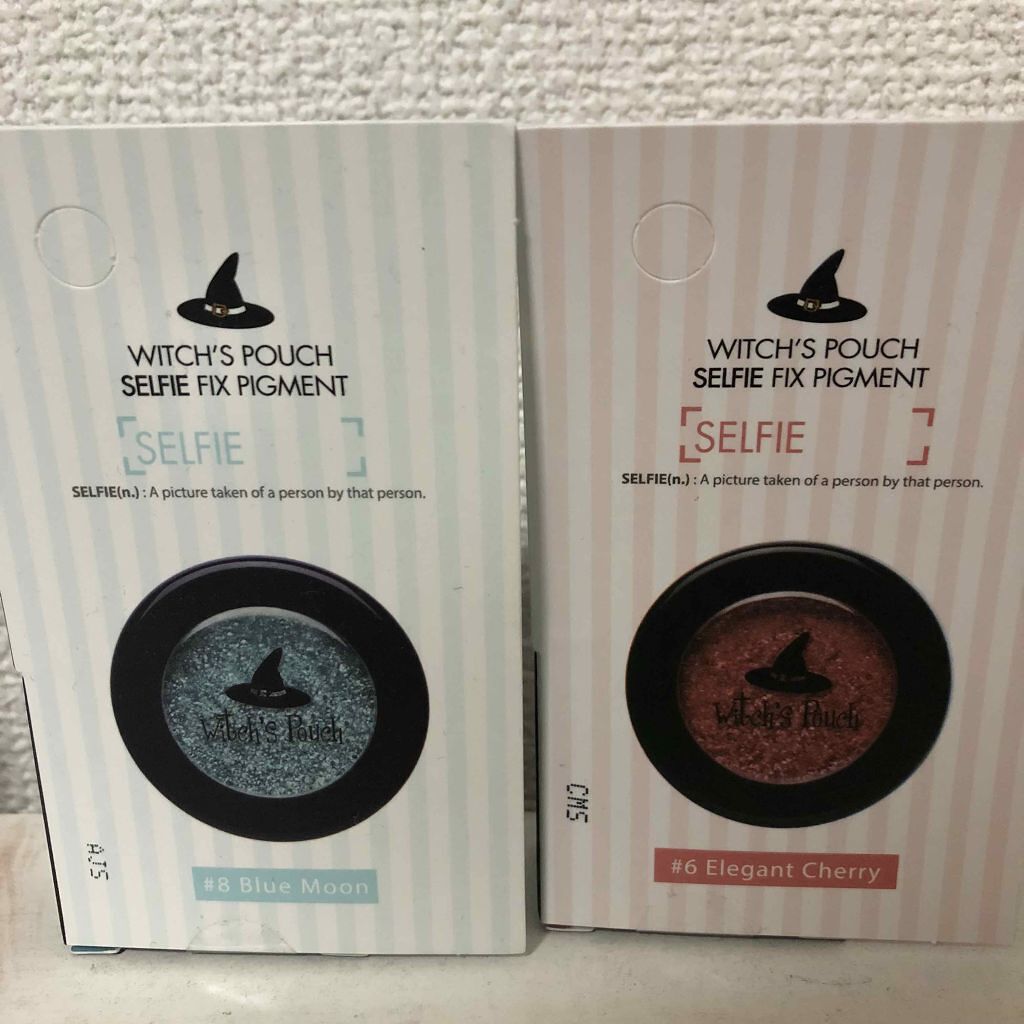 WITCH'S POUCH
SELFIE FIX PIGMENT
SELFIE
SELFIE(n.) : A picture taken of a person by that person.
Witch's Pouch
AJS
#8 Blue Moon
WITCH'S POUCH
SELFIE FIX PIGMENT
SELFIE
SELFIE(n.) : A picture taken of a person by that person.
Witch's Pouch
CMS
#6 Elegant Cherry